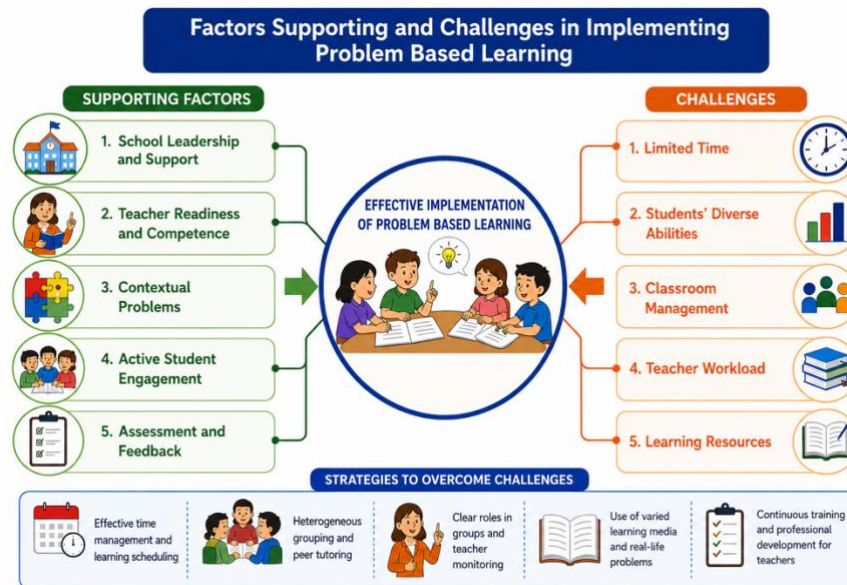 Factors Supporting and Challenges in Implementing
Problem Based Learning
SUPPORTING FACTORS
1. School Leadership
and Support
2. Teacher Readiness
and Competence
3. Contextual
Problems
4. Active Student
Engagement
5. Assessment and
Feedback
EFFECTIVE IMPLEMENTATION
OF PROBLEM BASED LEARNING
CHALLENGES
1. Limited Time
2. Students' Diverse
Abilities
3. Classroom
Management
4. Teacher Workload
5. Learning Resources
STRATEGIES TO OVERCOME CHALLENGES
Effective time
management and
learning scheduling
Heterogeneous
grouping and
peer tutoring
Clear roles in
groups and
teacher
monitoring
Use of varied
learning media
and real-life
problems
Continuous training
and professional
development for
teachers